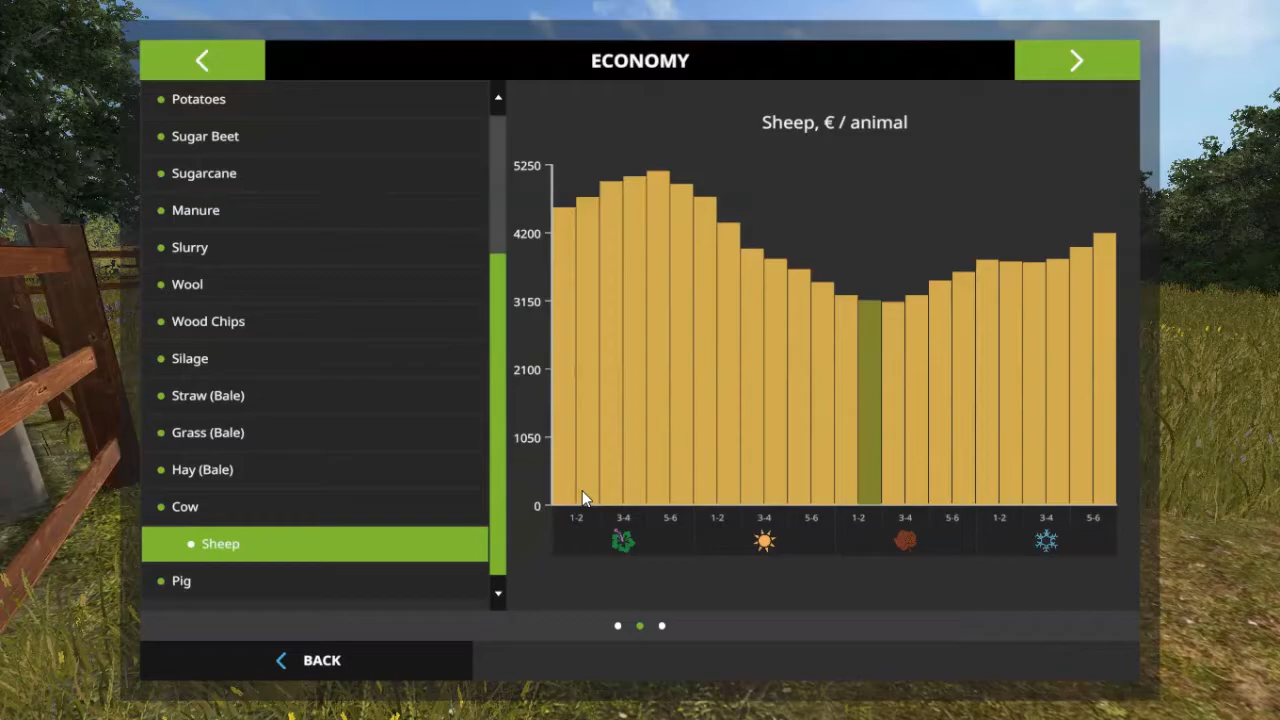 ECONOMY
Potatoes
Sugar Beet
Sugarcane
Manure
Slurry
Wool
Wood Chips
Silage
Straw (Bale)
Grass (Bale)
Hay (Bale)
Cow
Sheep
Pig
Sheep, € / animal
5250
4200
3150
2100
1050
0
1-2 3-4 5-6 1-2 3-4 5-6 1-2 3-4 5-6 1-2 3-4 5-6
BACK